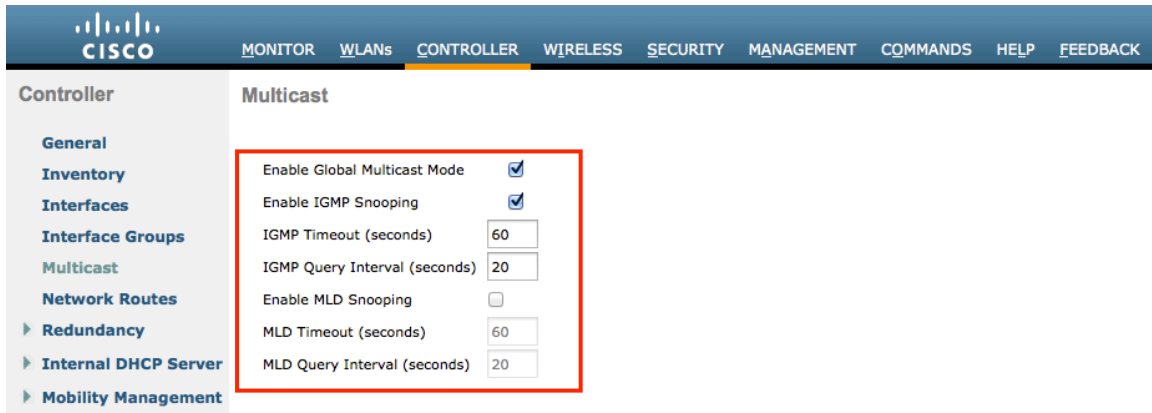 CISCO
MONITOR WLANs CONTROLLER WIRELESS SECURITY MANAGEMENT COMMANDS HELP FEEDBACK
Controller
General
Inventory
Interfaces
Interface Groups
Multicast
Network Routes
Redundancy
Internal DHCP Server
Mobility Management
Multicast
Enable Global Multicast Mode
Enable IGMP Snooping
IGMP Timeout (seconds) 60
IGMP Query Interval (seconds) 20
Enable MLD Snooping
MLD Timeout (seconds) 60
MLD Query Interval (seconds) 20